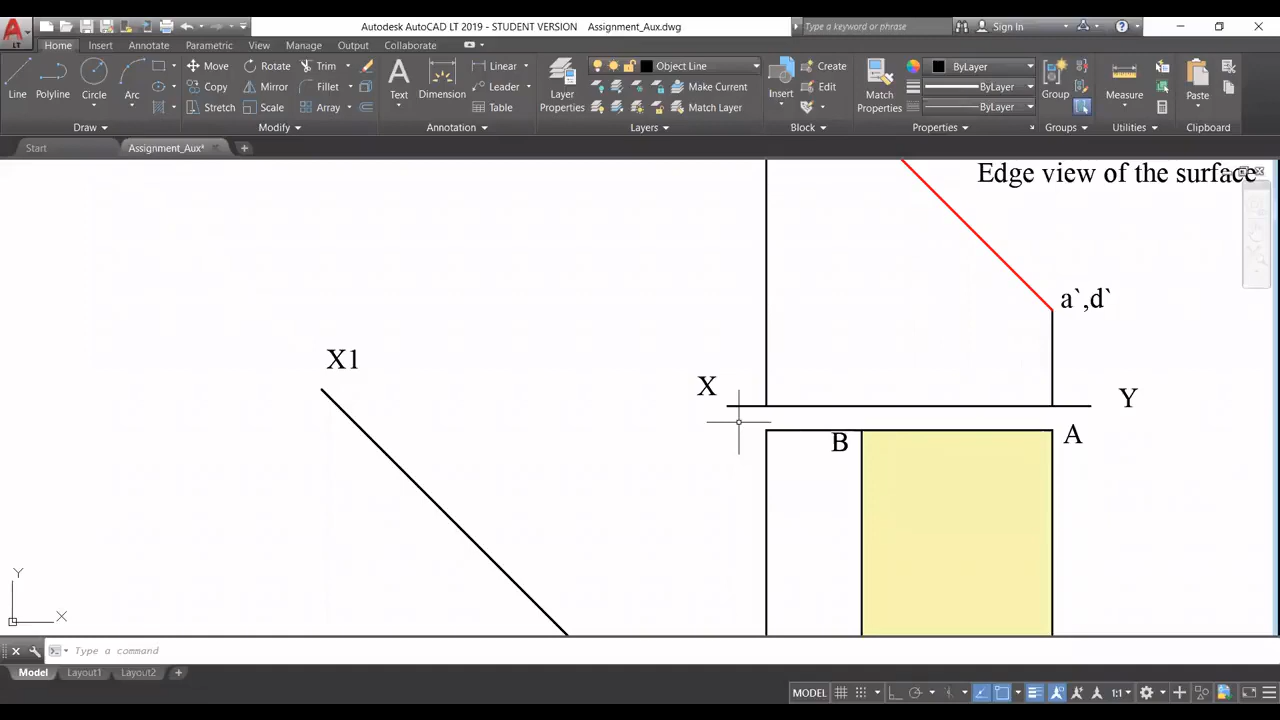 Autodesk AutoCAD LT 2019 - STUDENT VERSION Assignment_Aux.dwg
Type a keyword or phrase
Sign In
LT
Home Insert Annotate Parametric View Manage Output Collaborate
Line Polyline Circle Arc
Move Rotate Trim
Copy Mirror Fillet
Stretch Scale Array
Text Dimension
Linear
Leader
Table
Layer Properties
Object Line
Make Current
Match Layer
Insert
Create
Edit
Match Properties
ByLayer
ByLayer
ByLayer
Group
Measure
Paste
Draw Modify Annotation Layers Block Properties Groups Utilities Clipboard
Start Assignment_Aux*
Edge view of the surface
a`,d`
X1
X
Y
B
A
Y
X
Type a command
Model Layout1 Layout2
MODEL 1:1